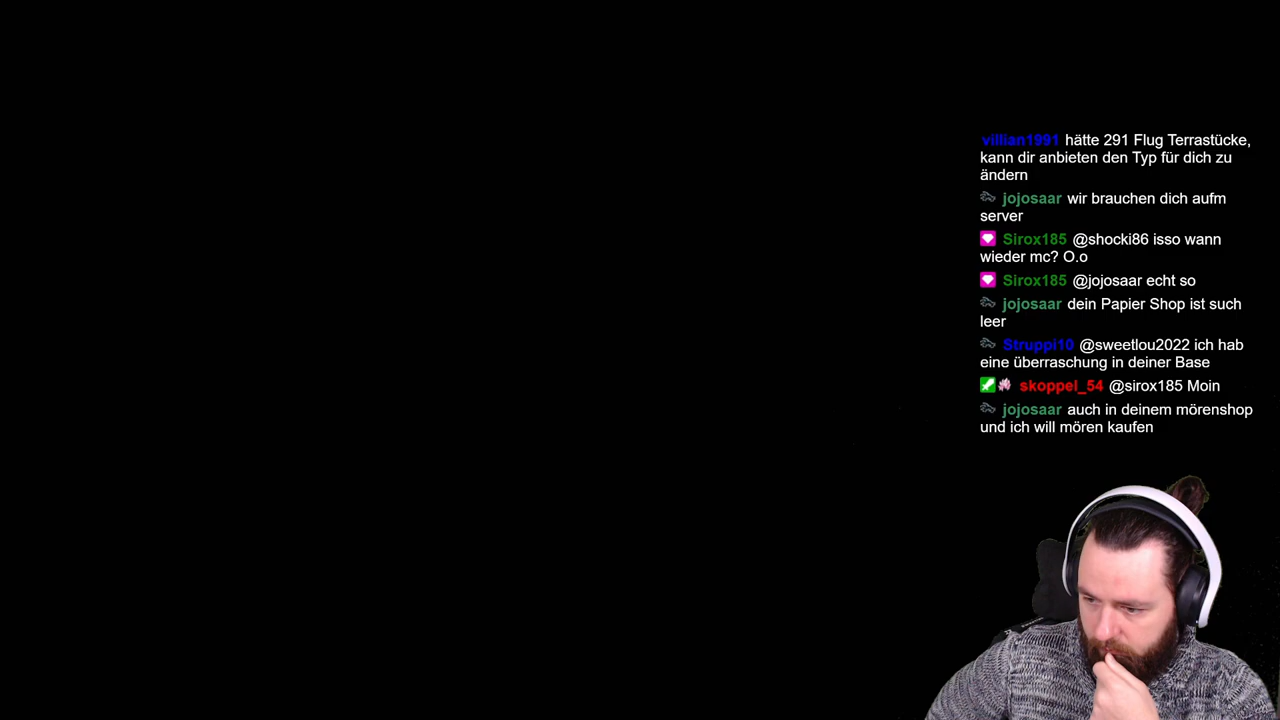 villian1991 hätte 291 Flug Terrastücke,
kann dir anbieten den Typ für dich zu
ändern
jojosaar wir brauchen dich aufm
server
Sirox185 @shocki86 isso wann
wieder mc? O.o
Sirox185 @jojosaar echt so
jojosaar dein Papier Shop ist such
leer
Struppi10 @sweetlou2022 ich hab
eine überraschung in deiner Base
skoppel_54 @sirox185 Moin
jojosaar auch in deinem mörenshop
und ich will mören kaufen